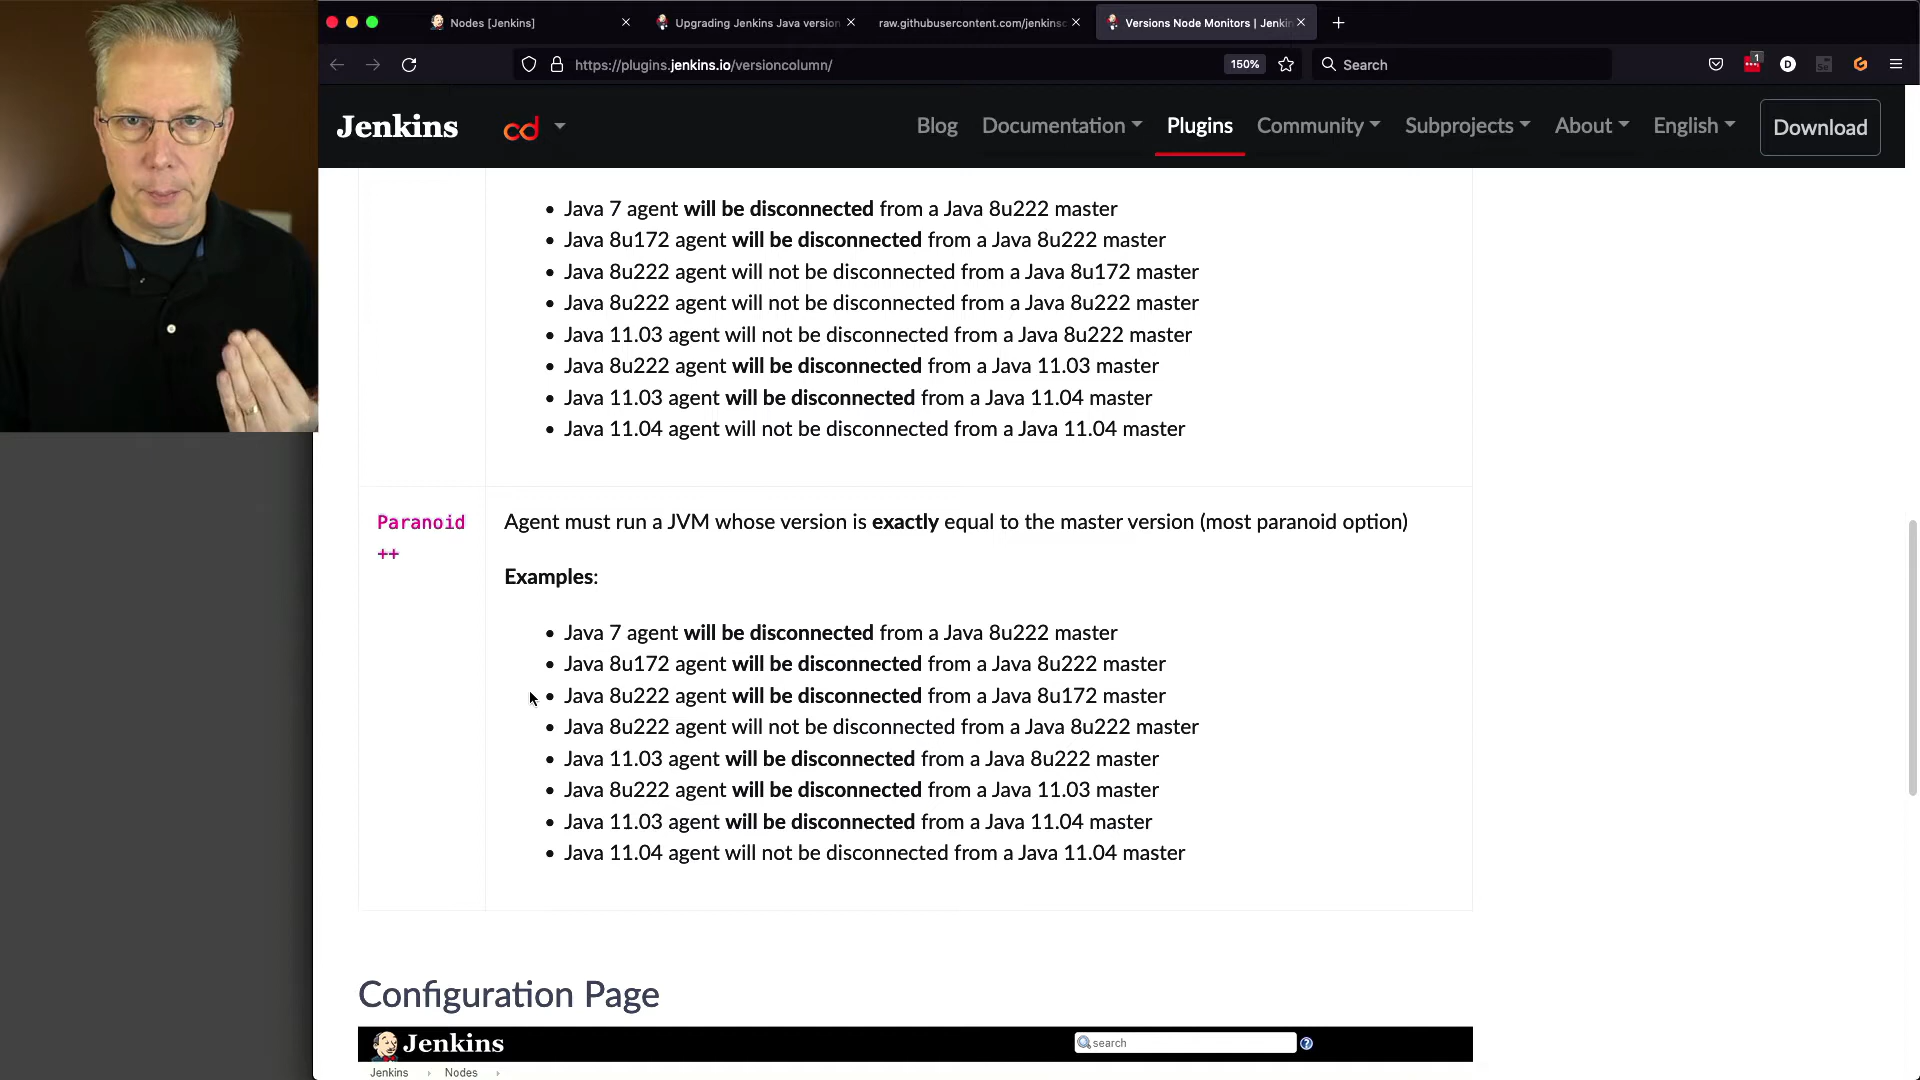 Nodes [Jenkins]
Upgrading Jenkins Java version
raw.githubusercontent.com/jenkinsc
Versions Node Monitors | Jenkin
https://plugins.jenkins.io/versioncolumn/
150%
Search
1
D
Jenkins
cd
Blog
Documentation
Plugins
Community
Subprojects
About
English
Download
• Java 7 agent will be disconnected from a Java 8u222 master
• Java 8u172 agent will be disconnected from a Java 8u222 master
• Java 8u222 agent will not be disconnected from a Java 8u172 master
• Java 8u222 agent will not be disconnected from a Java 8u222 master
• Java 11.03 agent will not be disconnected from a Java 8u222 master
• Java 8u222 agent will be disconnected from a Java 11.03 master
• Java 11.03 agent will be disconnected from a Java 11.04 master
• Java 11.04 agent will not be disconnected from a Java 11.04 master
Paranoid
++
Agent must run a JVM whose version is exactly equal to the master version (most paranoid option)
Examples:
• Java 7 agent will be disconnected from a Java 8u222 master
• Java 8u172 agent will be disconnected from a Java 8u222 master
• Java 8u222 agent will be disconnected from a Java 8u172 master
• Java 8u222 agent will not be disconnected from a Java 8u222 master
• Java 11.03 agent will be disconnected from a Java 8u222 master
• Java 8u222 agent will be disconnected from a Java 11.03 master
• Java 11.03 agent will be disconnected from a Java 11.04 master
• Java 11.04 agent will not be disconnected from a Java 11.04 master
Configuration Page
Jenkins
search
Jenkins
Nodes